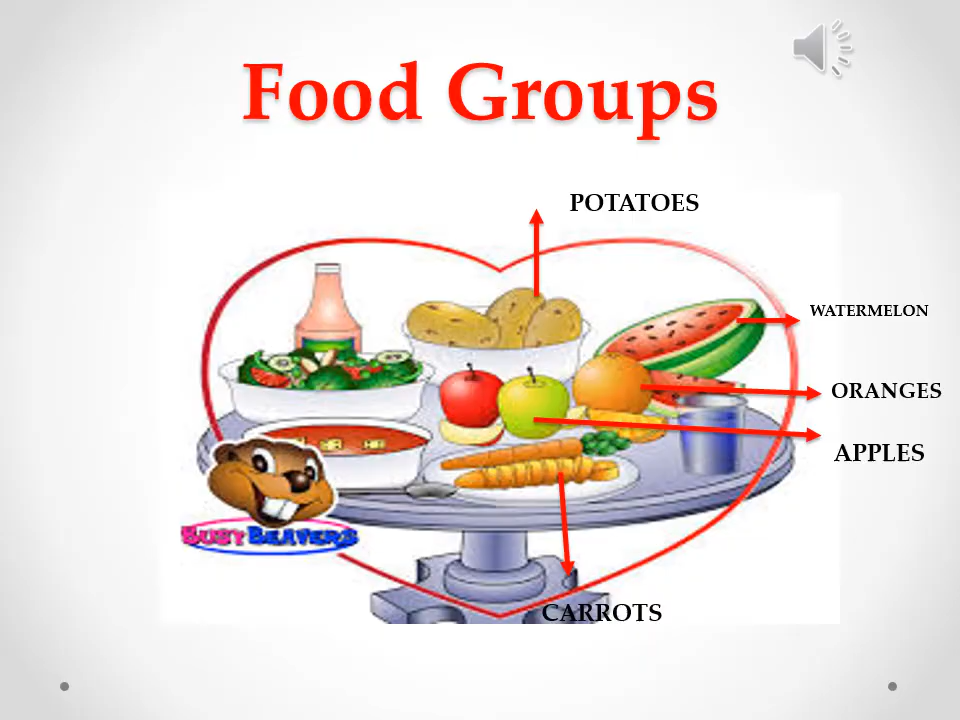 Food Groups
POTATOES
WATERMELON
ORANGES
APPLES
BUSY BEAVERS
CARROTS